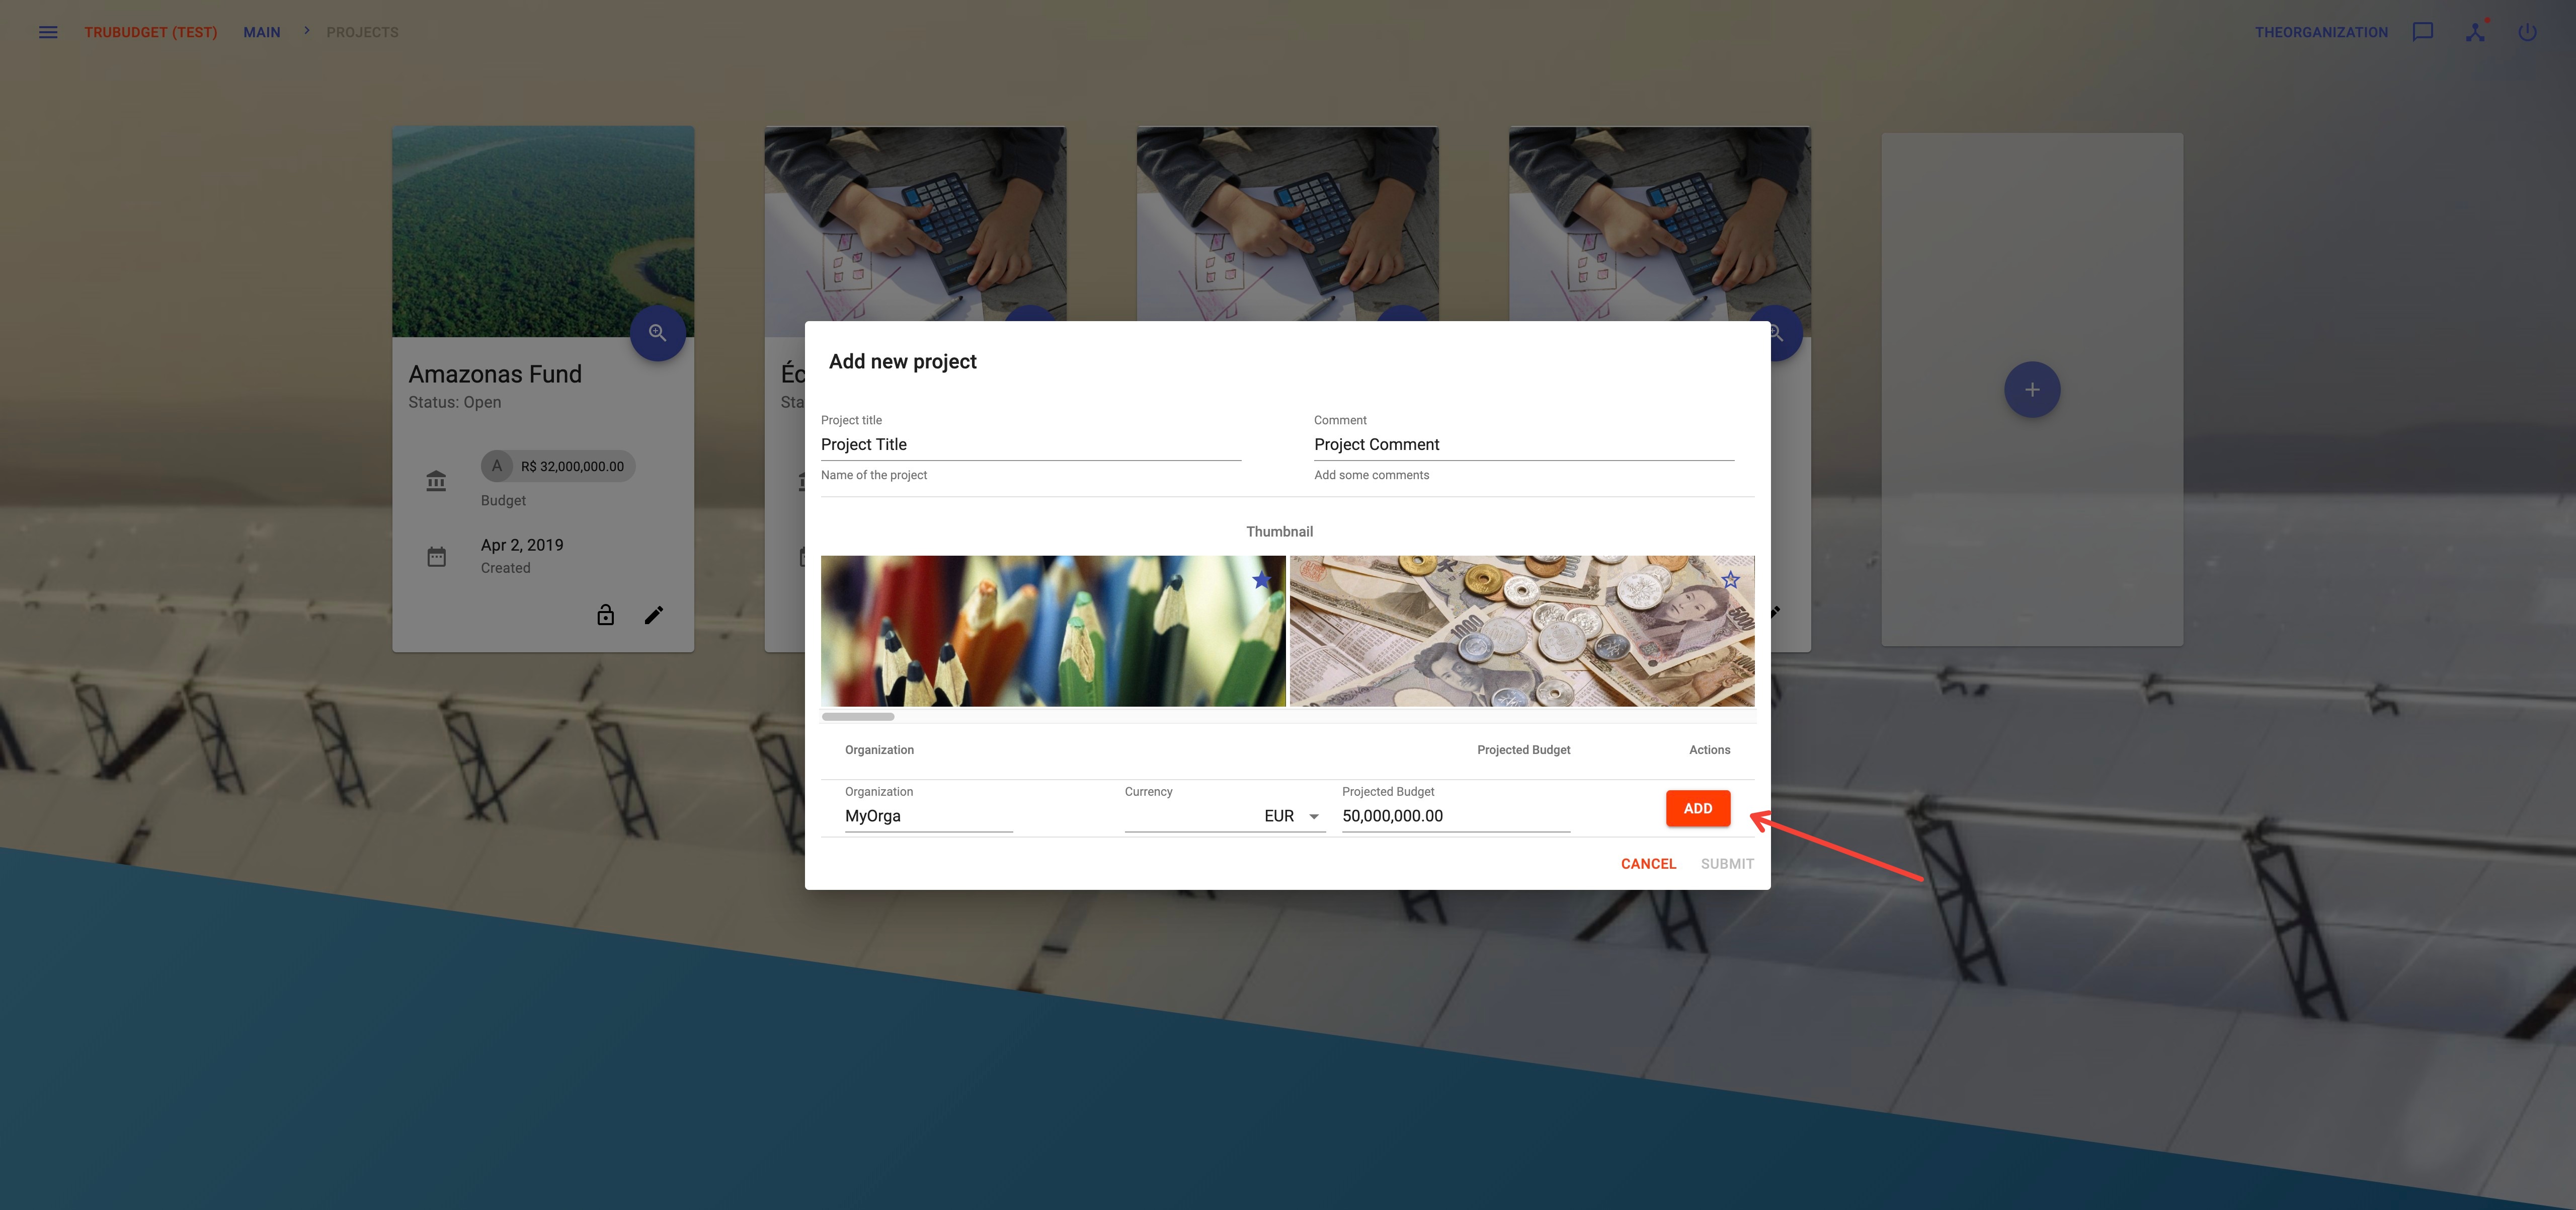 TRUBUDGET (TEST) MAIN > PROJECTS THEORGANIZATION
Amazonas Fund
Status: Open
A R$ 32,000,000.00
Budget
Apr 2, 2019
Created
Éc
Sta
Add new project
Project title Comment
Project Title Project Comment
Name of the project Add some comments
Thumbnail
Organization Projected Budget Actions
Organization Currency Projected Budget
MyOrga EUR 50,000,000.00 ADD
CANCEL SUBMIT